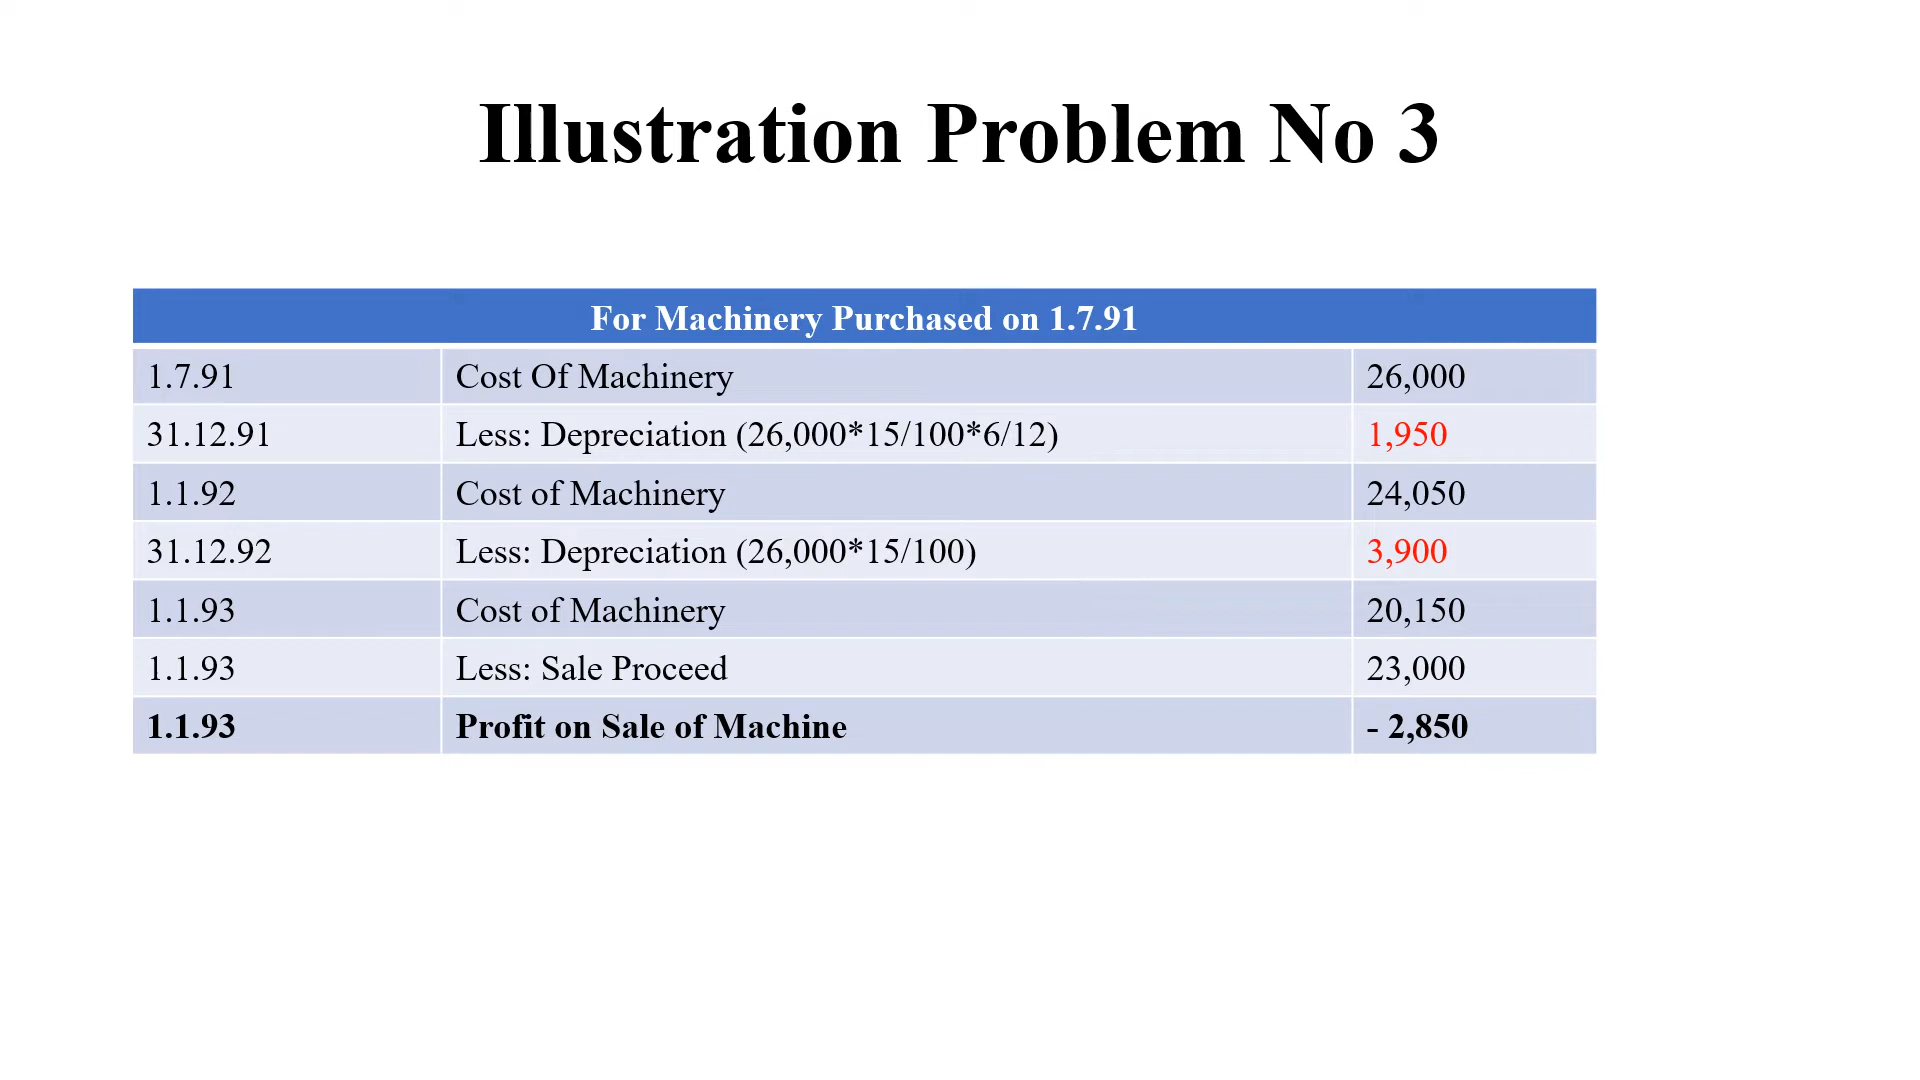 Illustration Problem No 3
For Machinery Purchased on 1.7.91
1.7.91 Cost Of Machinery 26,000
31.12.91 Less: Depreciation (26,000*15/100*6/12) 1,950
1.1.92 Cost of Machinery 24,050
31.12.92 Less: Depreciation (26,000*15/100) 3,900
1.1.93 Cost of Machinery 20,150
1.1.93 Less: Sale Proceed 23,000
1.1.93 Profit on Sale of Machine - 2,850